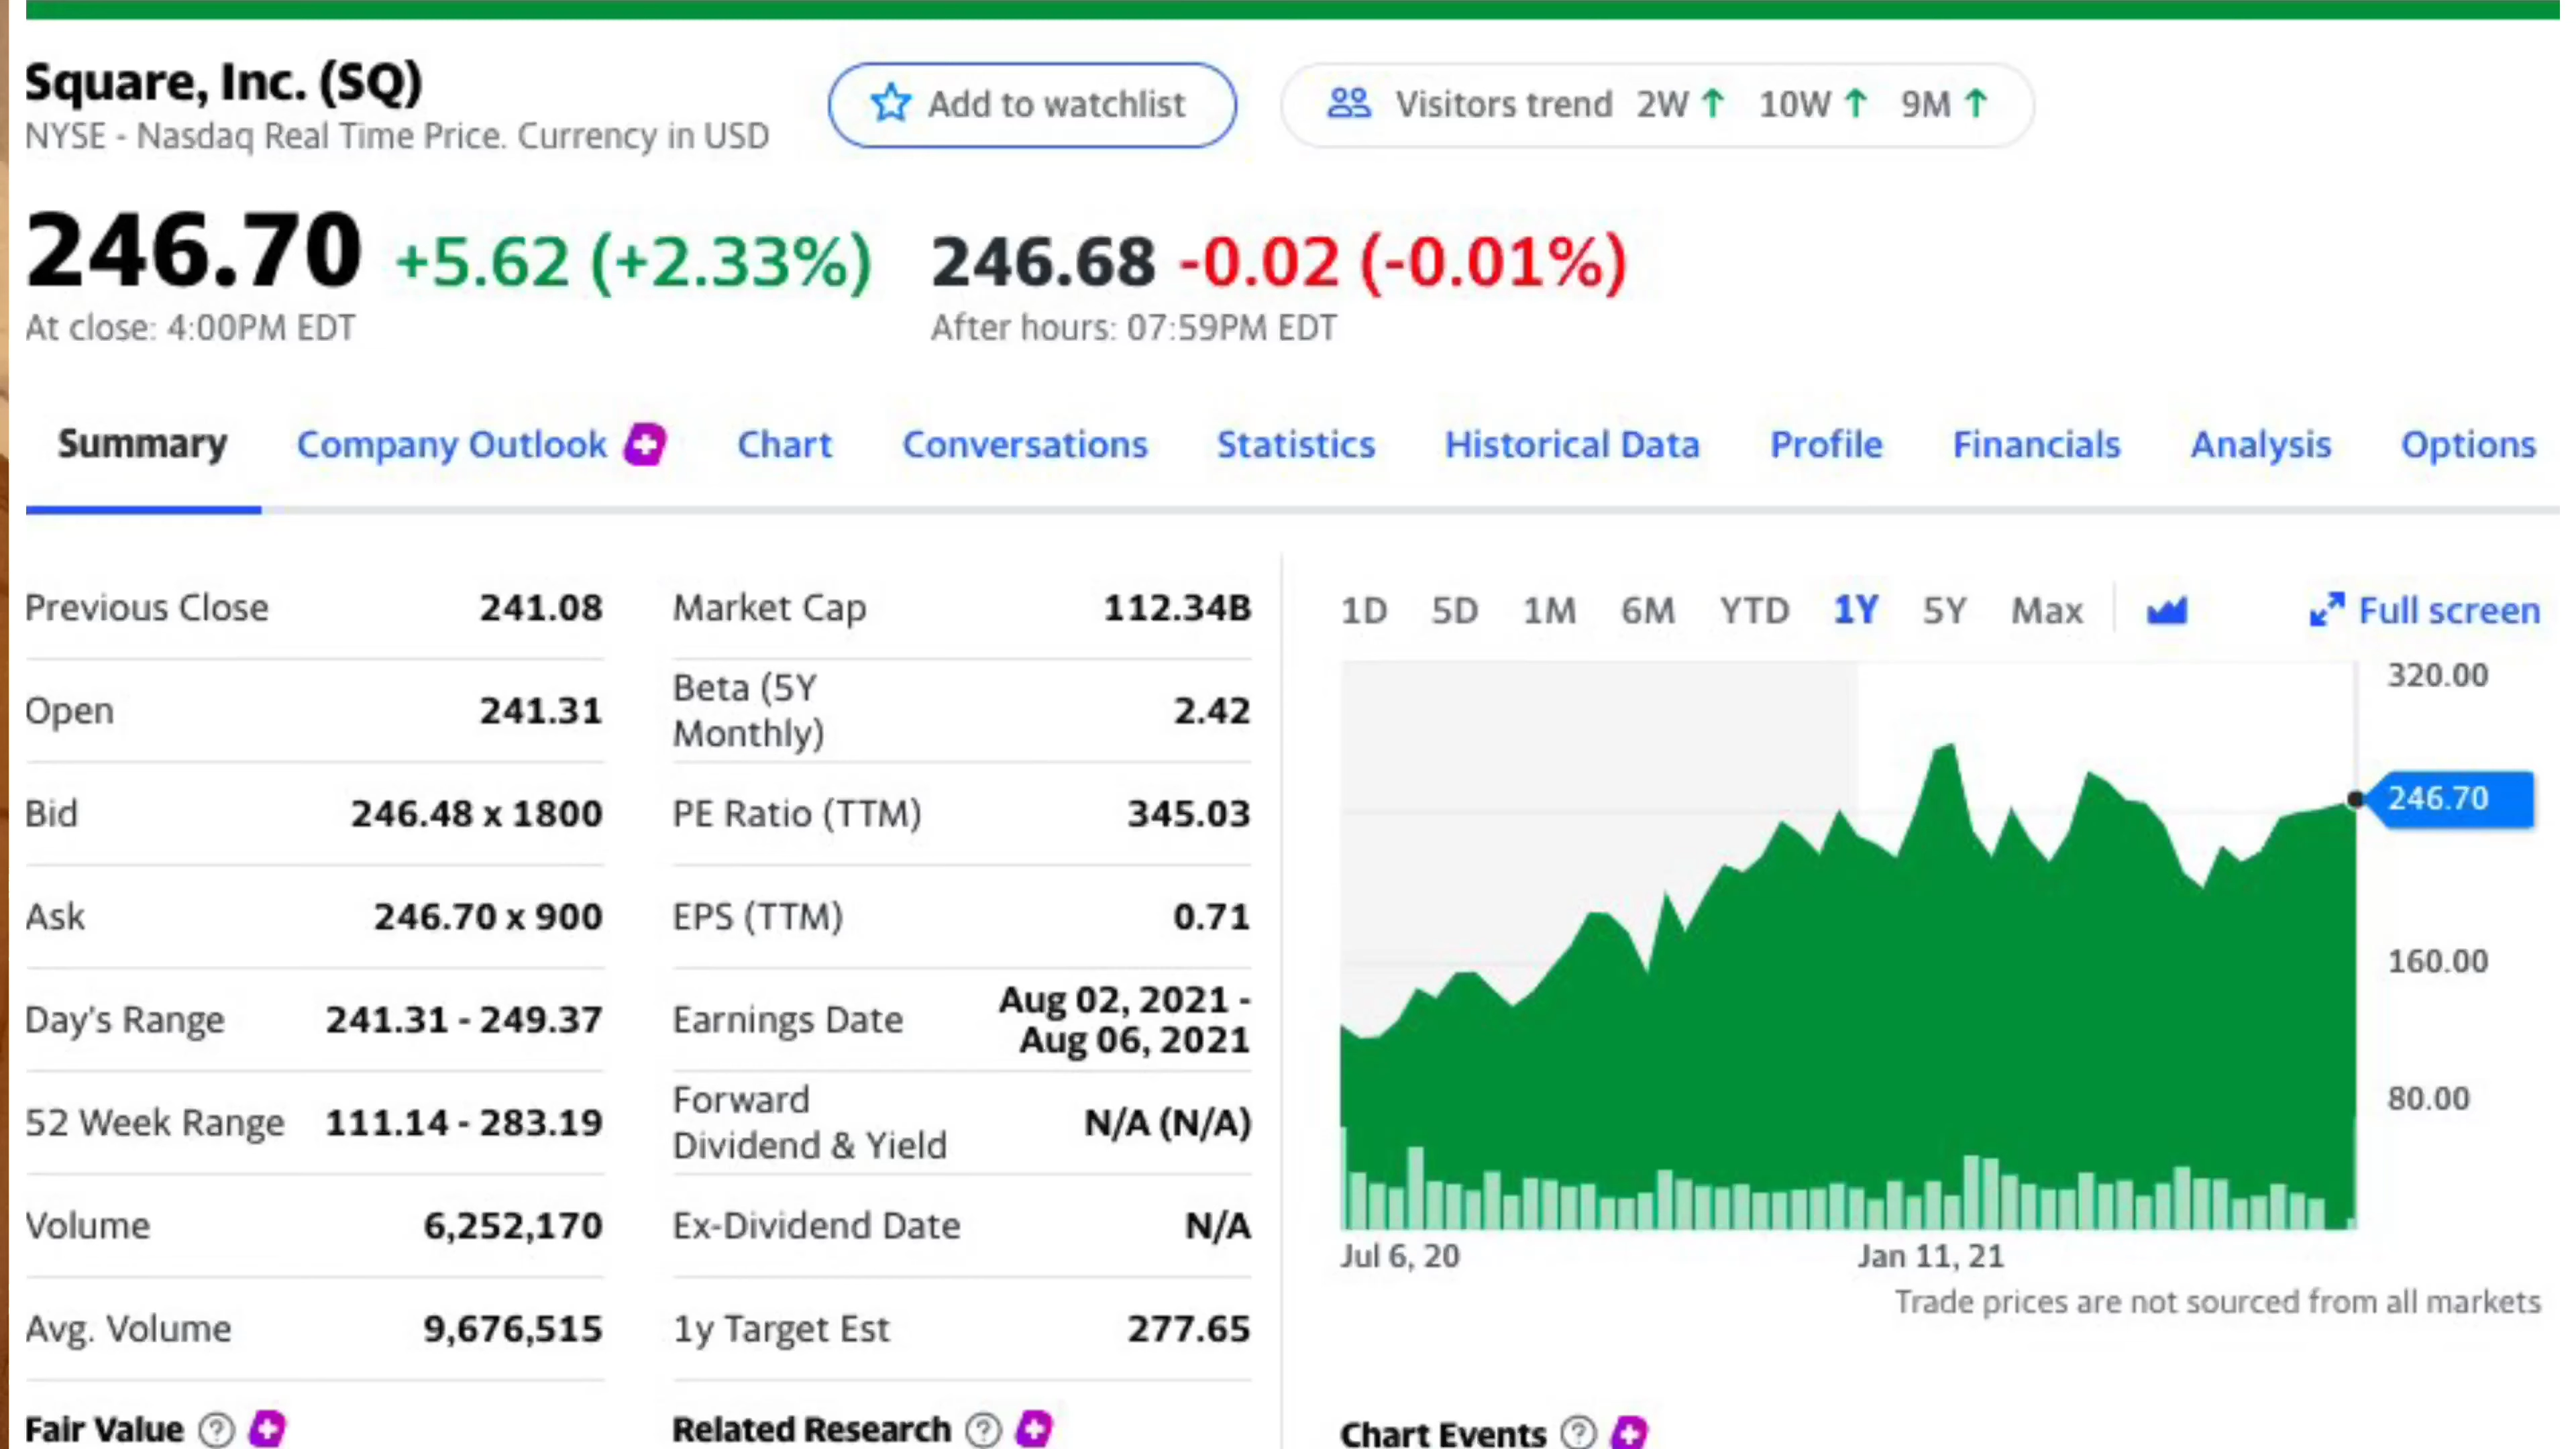 Square, Inc. (SQ)
NYSE - Nasdaq Real Time Price. Currency in USD
Add to watchlist
Visitors trend 2W 10W 9M
246.70 +5.62 (+2.33%) 246.68 -0.02 (-0.01%)
At close: 4:00PM EDT After hours: 07:59PM EDT
Summary Company Outlook Chart Conversations Statistics Historical Data Profile Financials Analysis Options
Previous Close 241.08
Open 241.31
Bid 246.48 x 1800
Ask 246.70 x 900
Day's Range 241.31 - 249.37
52 Week Range 111.14 - 283.19
Volume 6,252,170
Avg. Volume 9,676,515
Market Cap 112.34B
Beta (5Y
Monthly) 2.42
PE Ratio (TTM) 345.03
EPS (TTM) 0.71
Earnings Date Aug 02, 2021 -
Aug 06, 2021
Forward
Dividend & Yield N/A (N/A)
Ex-Dividend Date N/A
1y Target Est 277.65
1D 5D 1M 6M YTD 1Y 5Y Max Full screen
320.00
246.70
160.00
80.00
Jul 6, 20 Jan 11, 21
Trade prices are not sourced from all markets
Fair Value
Related Research
Chart Events